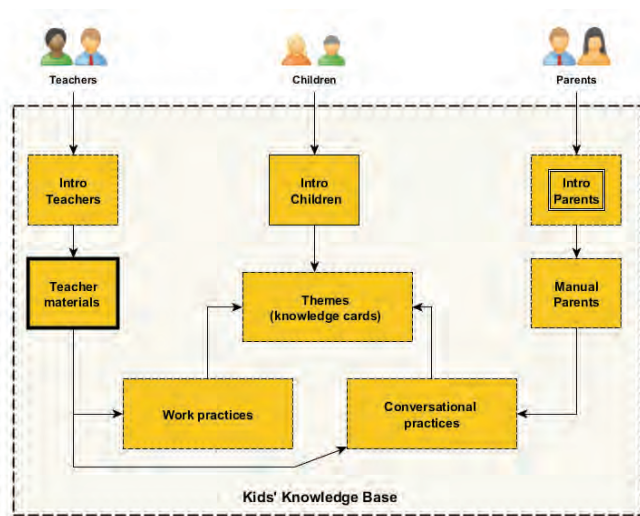 Teachers
Children
Parents
Intro
Teachers
Intro
Children
Intro
Parents
Teacher
materials
Themes
(knowledge cards)
Manual
Parents
Work practices
Conversational
practices
Kids' Knowledge Base